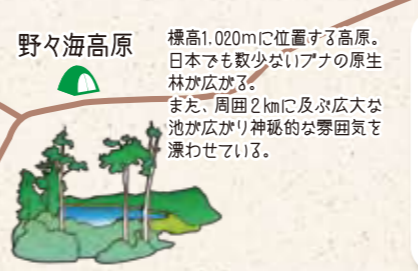 野々海高原
標高1.020mに位置する高原。
日本でも数少ないブナの原生
林が広がる。
また、周囲2kmに及ぶ広大な
池が広がり神秘的な雰囲気を
漂わせている。